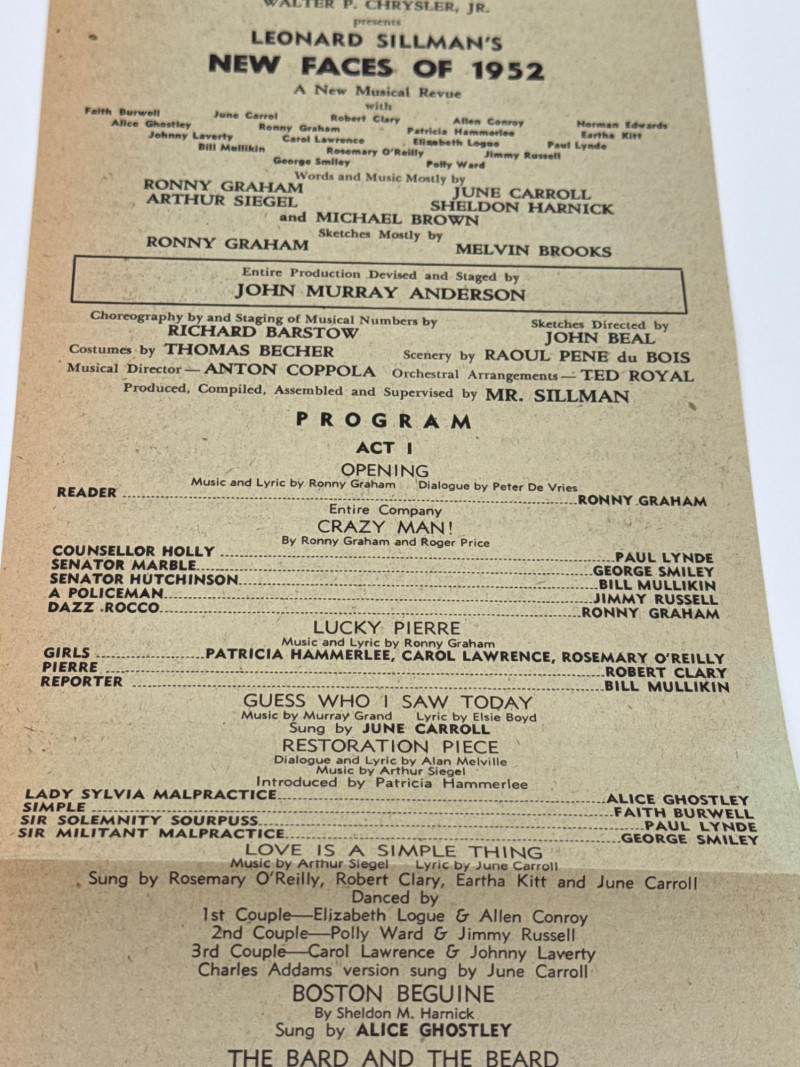 WALTER P. CHRYSLER, JR.
presents
LEONARD SILLMAN'S
NEW FACES OF 1952
A New Musical Revue
with
Faith Burwell June Carrol Robert Clary Allen Conroy Norman Edwards
Alice Ghostley Ronny Graham Patricia Hammerlee Eartha Kitt
Johnny Laverty Carol Lawrence Elizabeth Logue Paul Lynde
Bill Mullikin Rosemary O'Reilly Jimmy Russell
George Smiley Polly Ward
Words and Music Mostly by
RONNY GRAHAM JUNE CARROLL
ARTHUR SIEGEL SHELDON HARNICK
and MICHAEL BROWN
Sketches Mostly by
RONNY GRAHAM MELVIN BROOKS
Entire Production Devised and Staged by
JOHN MURRAY ANDERSON
Choreography by and Staging of Musical Numbers by Sketches Directed by
RICHARD BARSTOW JOHN BEAL
Costumes by THOMAS BECHER Scenery by RAOUL PENE du BOIS
Musical Director—ANTON COPPOLA Orchestral Arrangements—TED ROYAL
Produced, Compiled, Assembled and Supervised by MR. SILLMAN
PROGRAM
ACT I
OPENING
Music and Lyric by Ronny Graham Dialogue by Peter De Vries
READER ........ RONNY GRAHAM
Entire Company
CRAZY MAN!
By Ronny Graham and Roger Price
COUNSELLOR HOLLY ........ PAUL LYNDE
SENATOR MARBLE ........ GEORGE SMILEY
SENATOR HUTCHINSON ........ BILL MULLIKIN
A POLICEMAN ........ JIMMY RUSSELL
DAZZ ROCCO ........ RONNY GRAHAM
LUCKY PIERRE
Music and Lyric by Ronny Graham
GIRLS ........ PATRICIA HAMMERLEE, CAROL LAWRENCE, ROSEMARY O'REILLY
PIERRE ........ ROBERT CLARY
REPORTER ........ BILL MULLIKIN
GUESS WHO I SAW TODAY
Music by Murray Grand Lyric by Elsie Boyd
Sung by JUNE CARROLL
RESTORATION PIECE
Dialogue and Lyric by Alan Melville
Music by Arthur Siegel
Introduced by Patricia Hammerlee
LADY SYLVIA MALPRACTICE ........ ALICE GHOSTLEY
SIMPLE ........ FAITH BURWELL
SIR SOLEMNITY SOURPUSS ........ PAUL LYNDE
SIR MILITANT MALPRACTICE ........ GEORGE SMILEY
LOVE IS A SIMPLE THING
Music by Arthur Siegel Lyric by June Carroll
Sung by Rosemary O'Reilly, Robert Clary, Eartha Kitt and June Carroll
Danced by
1st Couple—Elizabeth Logue & Allen Conroy
2nd Couple—Polly Ward & Jimmy Russell
3rd Couple—Carol Lawrence & Johnny Laverty
Charles Addams version sung by June Carroll
BOSTON BEGUINE
By Sheldon M. Harnick
Sung by ALICE GHOSTLEY
THE BARD AND THE BEARD